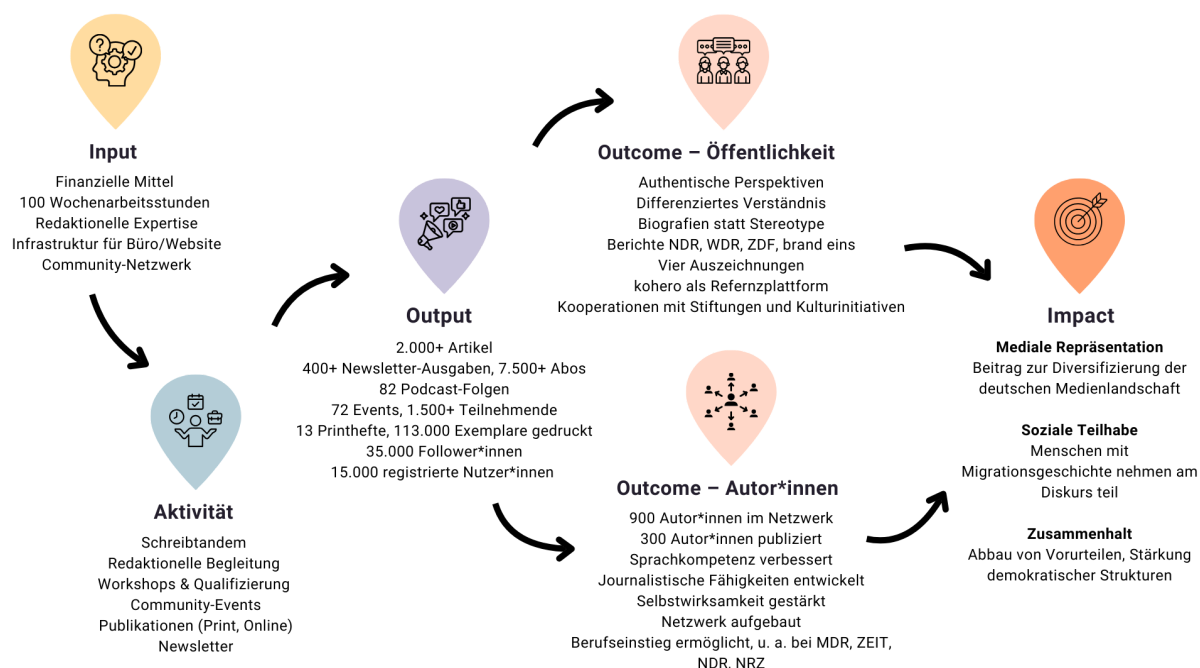 Input
Finanzielle Mittel
100 Wochenarbeitsstunden
Redaktionelle Expertise
Infrastruktur für Büro/Website
Community-Netzwerk
Aktivität
Schreibtandem
Redaktionelle Begleitung
Workshops & Qualifizierung
Community-Events
Publikationen (Print, Online)
Newsletter
Output
2.000+ Artikel
400+ Newsletter-Ausgaben, 7.500+ Abos
82 Podcast-Folgen
72 Events, 1.500+ Teilnehmende
13 Printhefte, 113.000 Exemplare gedruckt
35.000 Follower*innen
15.000 registrierte Nutzer*innen
Outcome – Öffentlichkeit
Authentische Perspektiven
Differenziertes Verständnis
Biografien statt Stereotype
Berichte NDR, WDR, ZDF, brand eins
Vier Auszeichnungen
kohero als Refernzplattform
Kooperationen mit Stiftungen und Kulturinitiativen
Outcome – Autor*innen
900 Autor*innen im Netzwerk
300 Autor*innen publiziert
Sprachkompetenz verbessert
Journalistische Fähigkeiten entwickelt
Selbstwirksamkeit gestärkt
Netzwerk aufgebaut
Berufseinstieg ermöglicht, u. a. bei MDR, ZEIT,
NDR, NRZ
Impact
Mediale Repräsentation
Beitrag zur Diversifizierung der
deutschen Medienlandschaft
Soziale Teilhabe
Menschen mit
Migrationsgeschichte nehmen am
Diskurs teil
Zusammenhalt
Abbau von Vorurteilen, Stärkung
demokratischer Strukturen